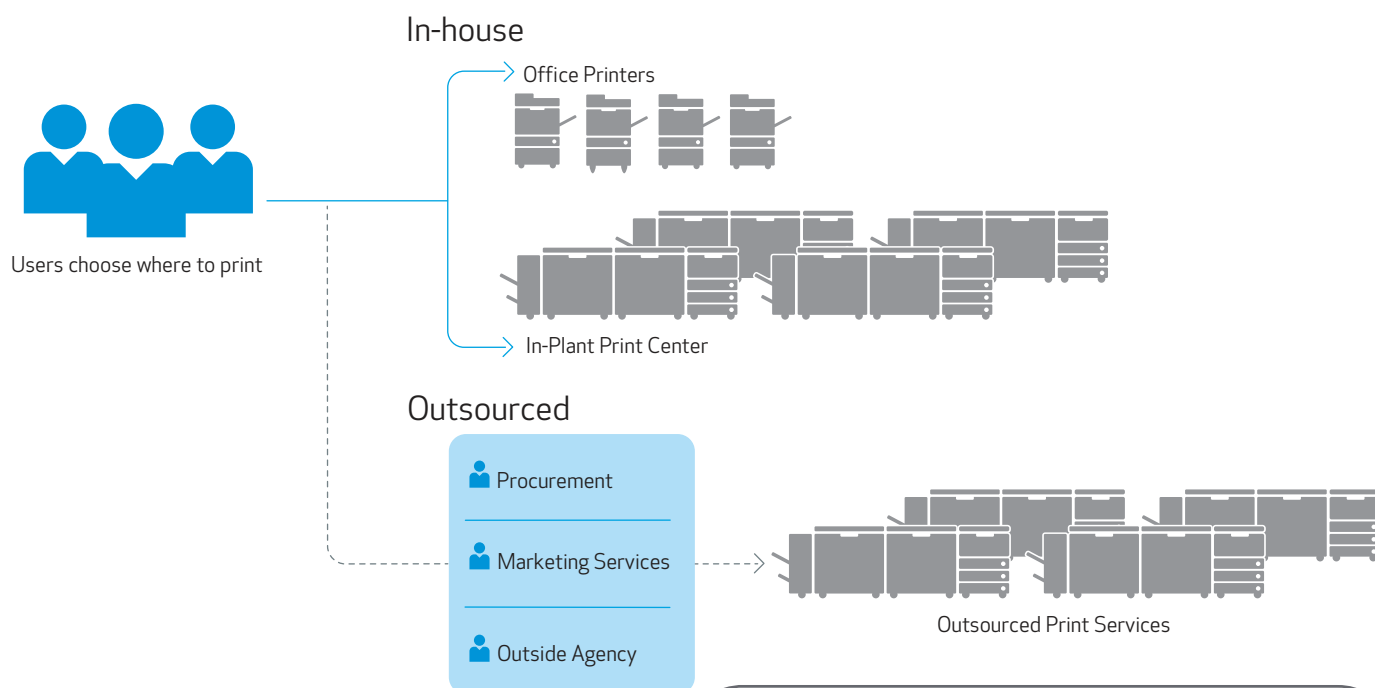 In-house
Office Printers
Users choose where to print
In-Plant Print Center
Outsourced
Procurement
Marketing Services
Outside Agency
Outsourced Print Services